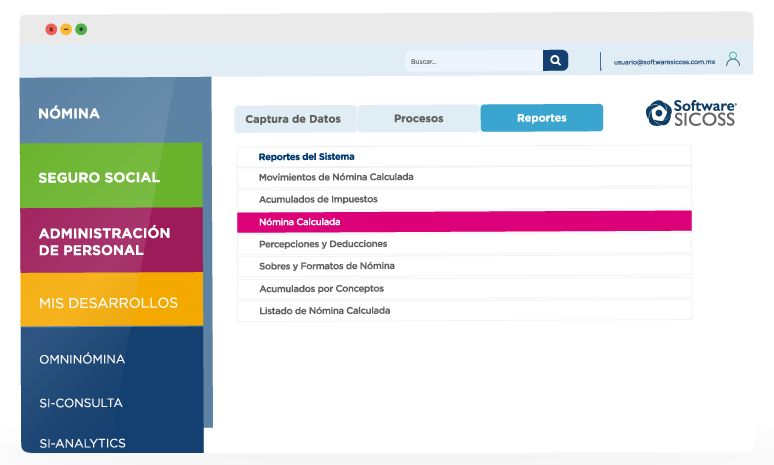 Buscar...
usuario@softwaresicoss.com.mx
NÓMINA
SEGURO SOCIAL
ADMINISTRACIÓN
DE PERSONAL
MIS DESARROLLOS
OMNINÓMINA
SI-CONSULTA
SI-ANALYTICS
Captura de Datos
Procesos
Reportes
Software®
SICOSS
Reportes del Sistema
Movimientos de Nómina Calculada
Acumulados de Impuestos
Nómina Calculada
Percepciones y Deducciones
Sobres y Formatos de Nómina
Acumulados por Conceptos
Listado de Nómina Calculada